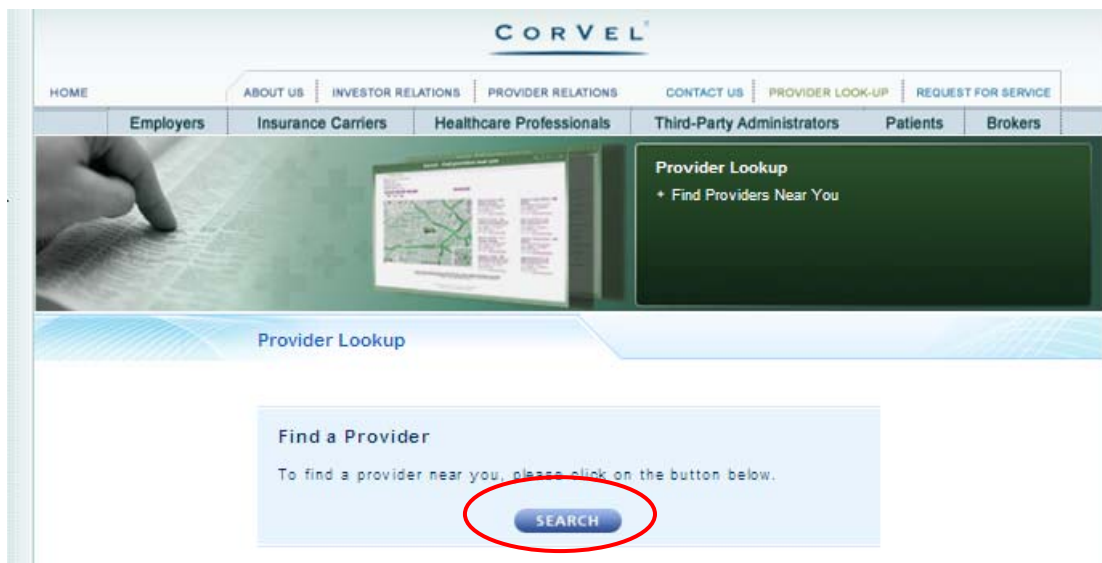 CORVEL
HOME ABOUT US INVESTOR RELATIONS PROVIDER RELATIONS CONTACT US PROVIDER LOOK-UP REQUEST FOR SERVICE
Employers Insurance Carriers Healthcare Professionals Third-Party Administrators Patients Brokers
Provider Lookup
+ Find Providers Near You
Provider Lookup
Find a Provider
To find a provider near you, please click on the button below.
SEARCH